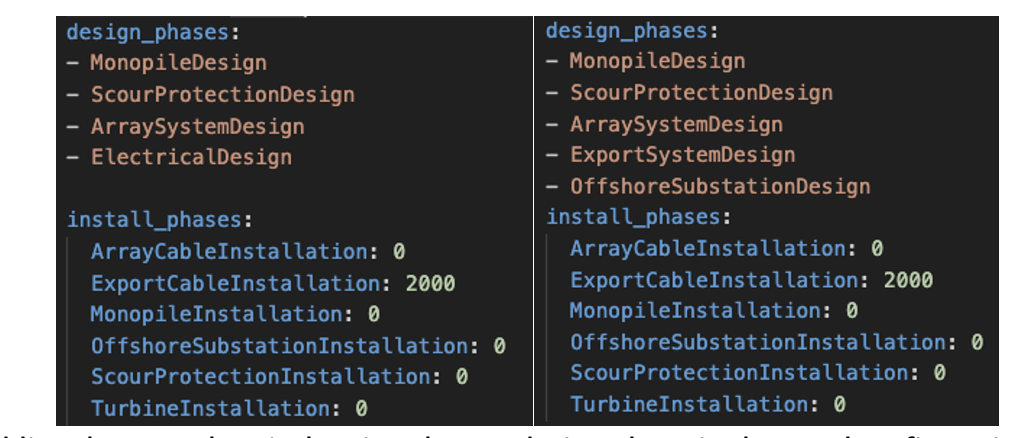 design_phases:
- MonopileDesign
- ScourProtectionDesign
- ArraySystemDesign
- ElectricalDesign
install_phases:
ArrayCableInstallation: 0
ExportCableInstallation: 2000
MonopileInstallation: 0
OffshoreSubstationInstallation: 0
ScourProtectionInstallation: 0
TurbineInstallation: 0
design_phases:
- MonopileDesign
- ScourProtectionDesign
- ArraySystemDesign
- ExportSystemDesign
- OffshoreSubstationDesign
install_phases:
ArrayCableInstallation: 0
ExportCableInstallation: 2000
MonopileInstallation: 0
OffshoreSubstationInstallation: 0
ScourProtectionInstallation: 0
TurbineInstallation: 0